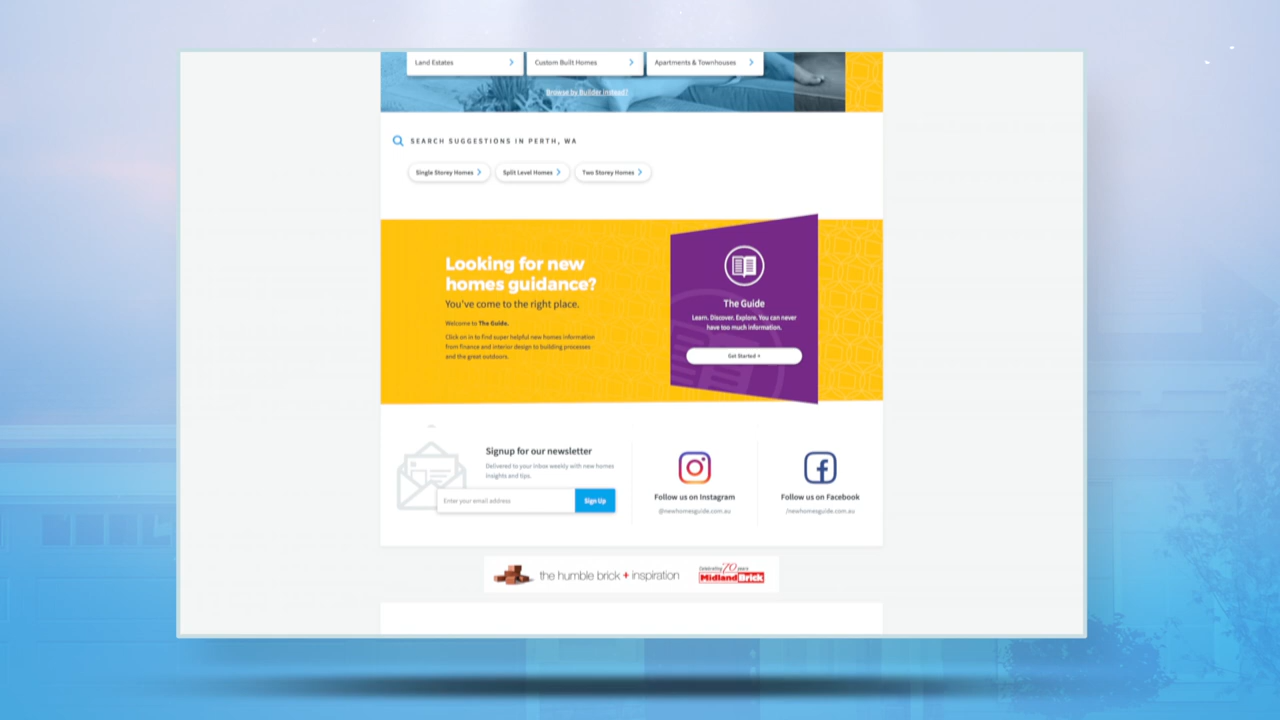 Land Estates
Custom Built Homes
Apartments & Townhouses
Browse by Builder Instead?
SEARCH SUGGESTIONS IN PERTH, WA
Single Storey Homes
Split Level Homes
Two Storey Homes
Looking for new
homes guidance?
You've come to the right place.
Welcome to The Guide.
Click on in to find super helpful new homes information
from finance and interior design to building processes
and the great outdoors.
The Guide
Learn. Discover. Explore. You can never
have too much information.
Get Started +
Signup for our newsletter
Delivered to your inbox weekly with new homes
insights and tips.
Enter your email address
Sign Up
Follow us on Instagram
@newhomesguide.com.au
Follow us on Facebook
/newhomesguide.com.au
the humble brick + inspiration
Celebrating 70 years
MidlandBrick